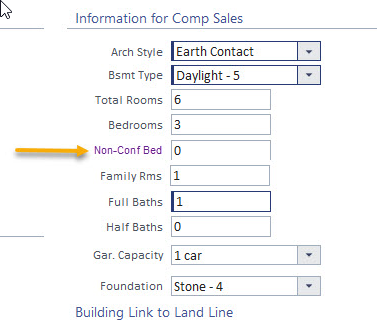 Information for Comp Sales
Arch Style Earth Contact
Bsmt Type Daylight - 5
Total Rooms 6
Bedrooms 3
Non-Conf Bed 0
Family Rms 1
Full Baths 1
Half Baths 0
Gar. Capacity 1 car
Foundation Stone - 4
Building Link to Land Line